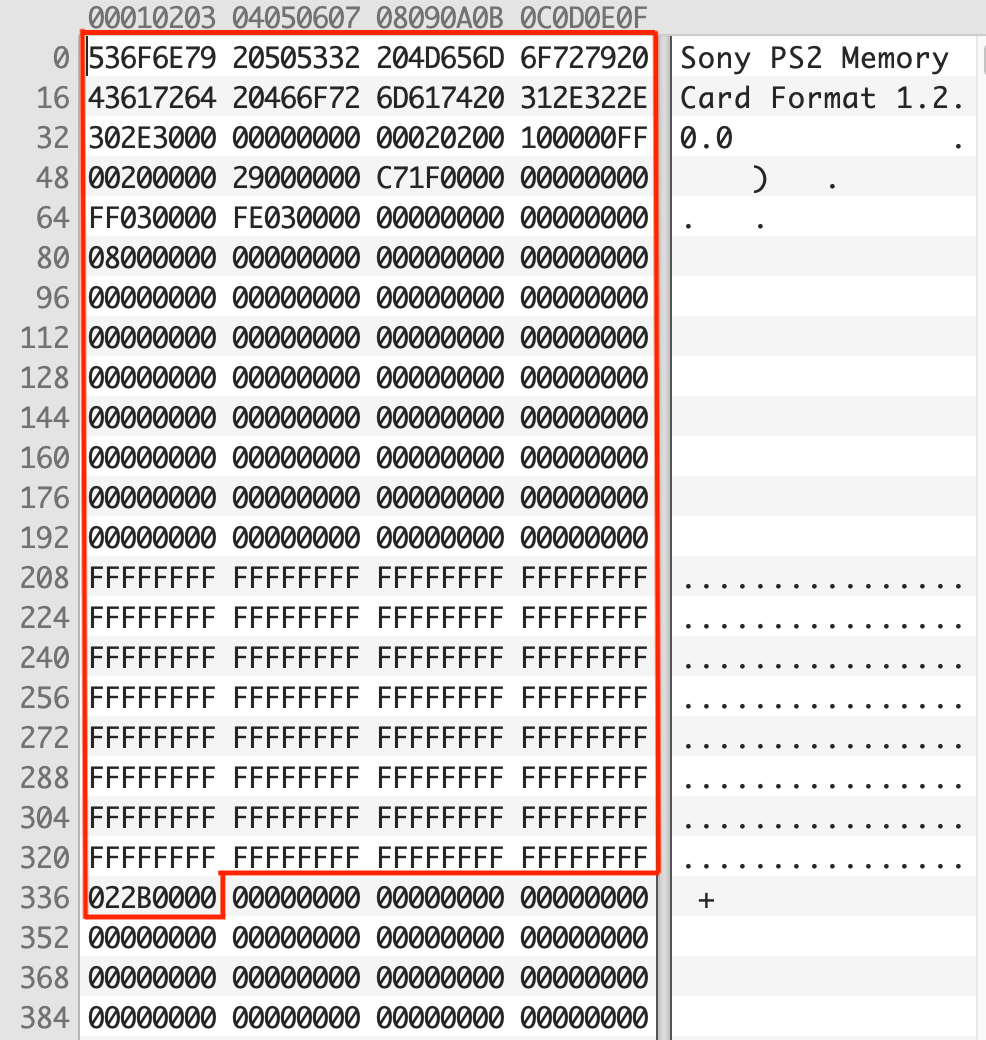 00010203 04050607 08090A0B 0C0D0E0F
0 536F6E79 20505332 204D656D 6F727920 Sony PS2 Memory
16 43617264 20466F72 6D617420 312E322E Card Format 1.2.
32 302E3000 00000000 00020200 100000FF 0.0 .
48 00200000 29000000 C71F0000 00000000 ) .
64 FF030000 FE030000 00000000 00000000 . .
80 08000000 00000000 00000000 00000000
96 00000000 00000000 00000000 00000000
112 00000000 00000000 00000000 00000000
128 00000000 00000000 00000000 00000000
144 00000000 00000000 00000000 00000000
160 00000000 00000000 00000000 00000000
176 00000000 00000000 00000000 00000000
192 00000000 00000000 00000000 00000000
208 FFFFFFFF FFFFFFFF FFFFFFFF FFFFFFFF ................
224 FFFFFFFF FFFFFFFF FFFFFFFF FFFFFFFF ................
240 FFFFFFFF FFFFFFFF FFFFFFFF FFFFFFFF ................
256 FFFFFFFF FFFFFFFF FFFFFFFF FFFFFFFF ................
272 FFFFFFFF FFFFFFFF FFFFFFFF FFFFFFFF ................
288 FFFFFFFF FFFFFFFF FFFFFFFF FFFFFFFF ................
304 FFFFFFFF FFFFFFFF FFFFFFFF FFFFFFFF ................
320 FFFFFFFF FFFFFFFF FFFFFFFF FFFFFFFF ................
336 022B0000 00000000 00000000 00000000 +
352 00000000 00000000 00000000 00000000
368 00000000 00000000 00000000 00000000
384 00000000 00000000 00000000 00000000